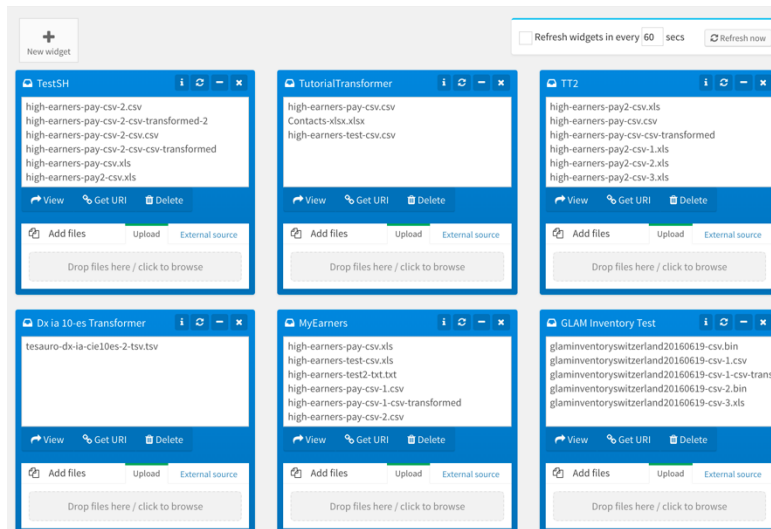 New widget
Refresh widgets in every 60 secs
Refresh now
TestSH
high-earners-pay-csv-2.csv
high-earners-pay-csv-2-csv-transformed-2
high-earners-pay-csv-2-csv.csv
high-earners-pay-csv-2-csv-csv-transformed
high-earners-pay-csv.xls
high-earners-pay2-csv.xls
View Get URI Delete
Add files Upload External source
Drop files here / click to browse
TutorialTransformer
high-earners-pay-csv.csv
Contacts-xlsx.xlsx
high-earners-test-csv.csv
View Get URI Delete
Add files Upload External source
Drop files here / click to browse
TT2
high-earners-pay2-csv.xls
high-earners-pay-csv.csv
high-earners-pay-csv-csv-transformed
high-earners-pay2-csv-1.xls
high-earners-pay2-csv-2.xls
high-earners-pay2-csv-3.xls
View Get URI Delete
Add files Upload External source
Drop files here / click to browse
Dx ia 10-es Transformer
tesauro-dx-ia-cie10es-2-tsv.tsv
View Get URI Delete
Add files Upload External source
Drop files here / click to browse
MyEarners
high-earners-pay-csv.xls
high-earners-test-csv.xls
high-earners-test2-txt.txt
high-earners-pay-csv-1.csv
high-earners-pay-csv-1-csv-transformed
high-earners-pay-csv-2.csv
View Get URI Delete
Add files Upload External source
Drop files here / click to browse
GLAM Inventory Test
glaminventoryswitzerland20160619-csv.bin
glaminventoryswitzerland20160619-csv-1.csv
glaminventoryswitzerland20160619-csv-1-csv-trans
glaminventoryswitzerland20160619-csv-2.bin
glaminventoryswitzerland20160619-csv-3.xls
View Get URI Delete
Add files Upload External source
Drop files here / click to browse